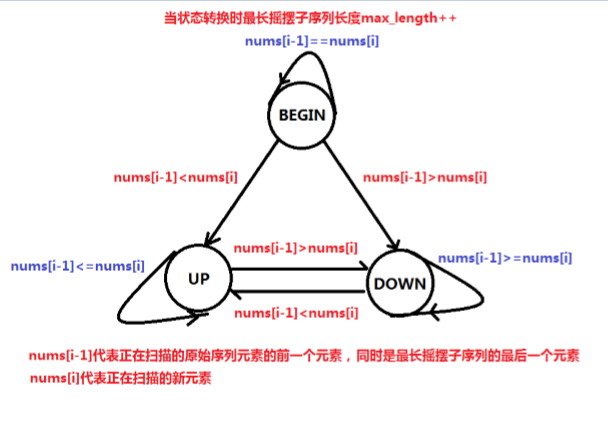 当状态转换时最长摇摆子序列长度max_length++
nums[i-1]==nums[i]
BEGIN
nums[i-1]<nums[i]
nums[i-1]>nums[i]
nums[i-1]<=nums[i]
nums[i-1]>nums[i]
nums[i-1]>=nums[i]
UP
DOWN
nums[i-1]<nums[i]
nums[i-1]代表正在扫描的原始序列元素的前一个元素，同时是最长摇摆子序列的最后一个元素
nums[i]代表正在扫描的新元素